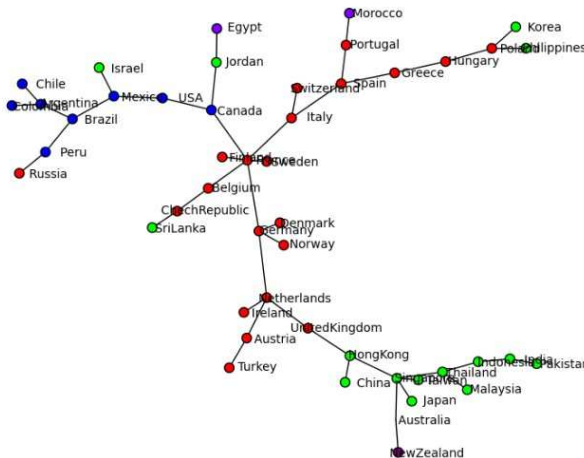 Morocco
Egypt
Korea
Portugal
Poland
Philippines
Hungary
Jordan
Israel
Greece
Spain
Chile
Switzerland
Mexico
USA
Argentina
Colombia
Canada
Italy
Brazil
Peru
Finland
France
Sweden
Russia
Belgium
ChechRepublic
SriLanka
Denmark
Germany
Norway
Netherlands
Ireland
UnitedKingdom
Austria
HongKong
Turkey
India
Indonesia
Pakistan
Thailand
Singapore
Taiwan
China
Malaysia
Japan
Australia
NewZealand